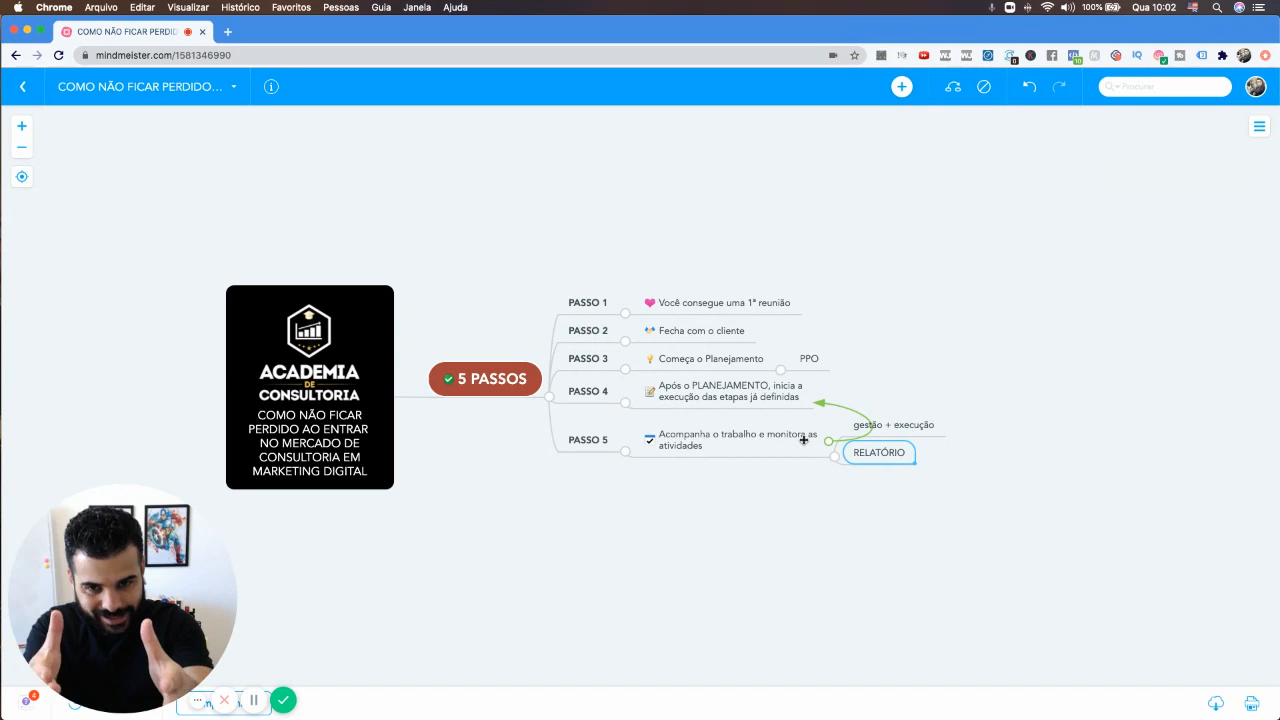 Chrome Arquivo Editar Visualizar Histórico Favoritos Pessoas Guia Janela Ajuda
100% Qua 10:02
COMO NÃO FICAR PERDID
mindmeister.com/1581346990
COMO NÃO FICAR PERDIDO...
Procurar
ACADEMIA
DE
CONSULTORIA
COMO NÃO FICAR
PERDIDO AO ENTRAR
NO MERCADO DE
CONSULTORIA EM
MARKETING DIGITAL
5 PASSOS
PASSO 1
Você consegue uma 1ª reunião
PASSO 2
Fecha com o cliente
PASSO 3
Começa o Planejamento
PPO
PASSO 4
Após o PLANEJAMENTO, inicia a
execução das etapas já definidas
PASSO 5
Acompanha o trabalho e monitora as
atividades
gestão + execução
RELATÓRIO
4